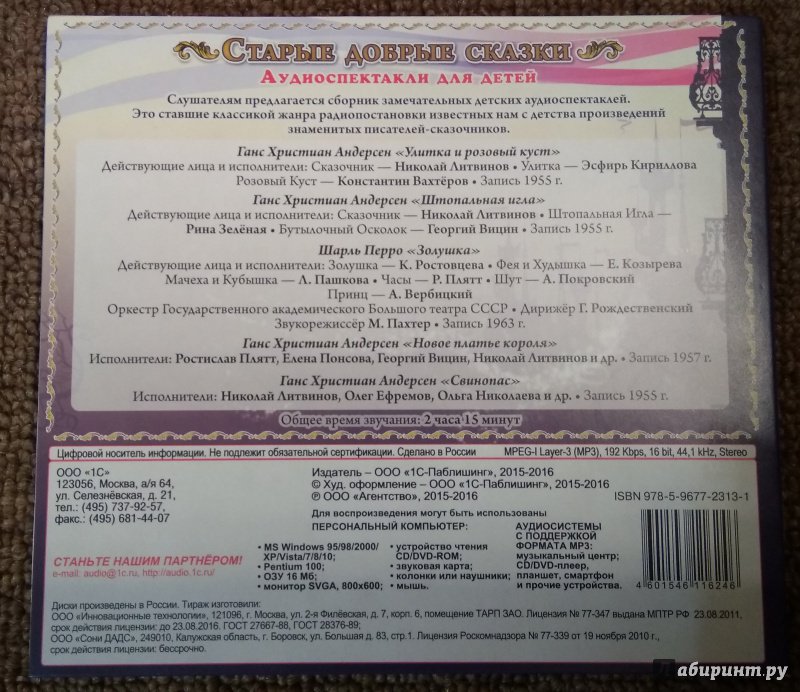 Старые добрые сказки
Аудиоспектакли для детей
Слушателям предлагается сборник замечательных детских аудиоспектаклей.
Это ставшие классикой жанра радиопостановки известных нам с детства произведений
знаменитых писателей-сказочников.
Ганс Христиан Андерсен «Улитка и розовый куст»
Действующие лица и исполнители: Сказочник — Николай Литвинов • Улитка — Эсфирь Кириллова
Розовый Куст — Константин Вахтёров • Запись 1955 г.
Ганс Христиан Андерсен «Штопальная игла»
Действующие лица и исполнители: Сказочник — Николай Литвинов • Штопальная Игла —
Рина Зелёная • Бутылочный Осколок — Георгий Вицин • Запись 1955 г.
Шарль Перро «Золушка»
Действующие лица и исполнители: Золушка — К. Ростовцева • Фея и Худышка — Е. Козырева
Мачеха и Кубышка — Л. Пашкова • Часы — Р. Плятт • Шут — А. Покровский
Принц — А. Вербицкий
Оркестр Государственного академического Большого театра СССР • Дирижёр Г. Рождественский
Звукорежиссёр М. Пахтер • Запись 1963 г.
Ганс Христиан Андерсен «Новое платье короля»
Исполнители: Ростислав Плятт, Елена Понсова, Георгий Вицин, Николай Литвинов и др. • Запись 1957 г.
Ганс Христиан Андерсен «Свинопас»
Исполнители: Николай Литвинов, Олег Ефремов, Ольга Николаева и др. • Запись 1955 г.
Общее время звучания: 2 часа 15 минут
Цифровой носитель информации. Не подлежит обязательной сертификации. Сделано в России MPEG-I Layer-3 (MP3), 192 Kbps, 16 bit, 44,1 kHz, Stereo
ООО «1С»
123056, Москва, а/я 64,
ул. Селезнёвская, д. 21,
тел.: (495) 737-92-57,
факс.: (495) 681-44-07
СТАНЬТЕ НАШИМ ПАРТНЁРОМ!
e-mail: audio@1c.ru, http://audio.1c.ru/
Издатель – ООО «1С-Паблишинг», 2015-2016
© Худ. оформление – ООО «1С-Паблишинг», 2015-2016
℗ ООО «Агентство», 2015-2016
Для воспроизведения могут быть использованы
ПЕРСОНАЛЬНЫЙ КОМПЬЮТЕР:
• MS Windows 95/98/2000/
XP/Vista/7/8/10;
• Pentium 100;
• ОЗУ 16 Мб;
• монитор SVGA, 800x600;
• устройство чтения
CD/DVD-ROM;
• звуковая карта;
• колонки или наушники;
• мышь.
АУДИОСИСТЕМЫ
С ПОДДЕРЖКОЙ
ФОРМАТА MP3:
музыкальный центр;
CD/DVD-плеер,
планшет, смартфон
и прочие устройства.
ISBN 978-5-9677-2313-1
4 601546 116246
Диски произведены в России. Тираж изготовили:
ООО «Инновационные технологии», 121096, г. Москва, ул. 2-я Филёвская, д. 7, корп. 6, помещение ТАРП ЗАО. Лицензия № 77-347 выдана МПТР РФ 23.08.2011,
срок действия лицензии: до 23.08.2016. ГОСТ 27667-88, ГОСТ 28376-89;
ООО «Сони ДАДС», 249010, Калужская область, г. Боровск, ул. Большая д. 83, стр.1. Лицензия Роскомнадзора № 77-339 от 19 ноября 2010 г.,
срок действия лицензии: бессрочно.
Лабиринт.ру